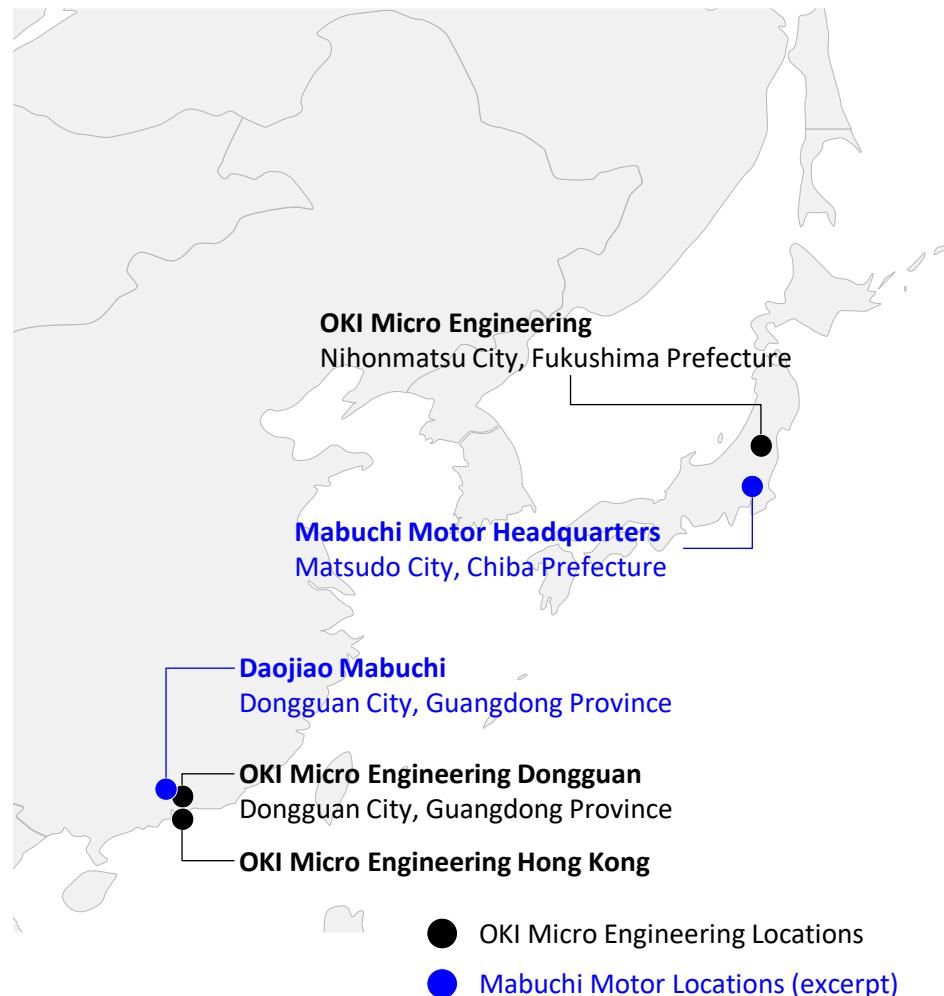 OKI Micro Engineering
Nihonmatsu City, Fukushima Prefecture
Mabuchi Motor Headquarters
Matsudo City, Chiba Prefecture
Daojiao Mabuchi
Dongguan City, Guangdong Province
OKI Micro Engineering Dongguan
Dongguan City, Guangdong Province
OKI Micro Engineering Hong Kong
OKI Micro Engineering Locations
Mabuchi Motor Locations (excerpt)